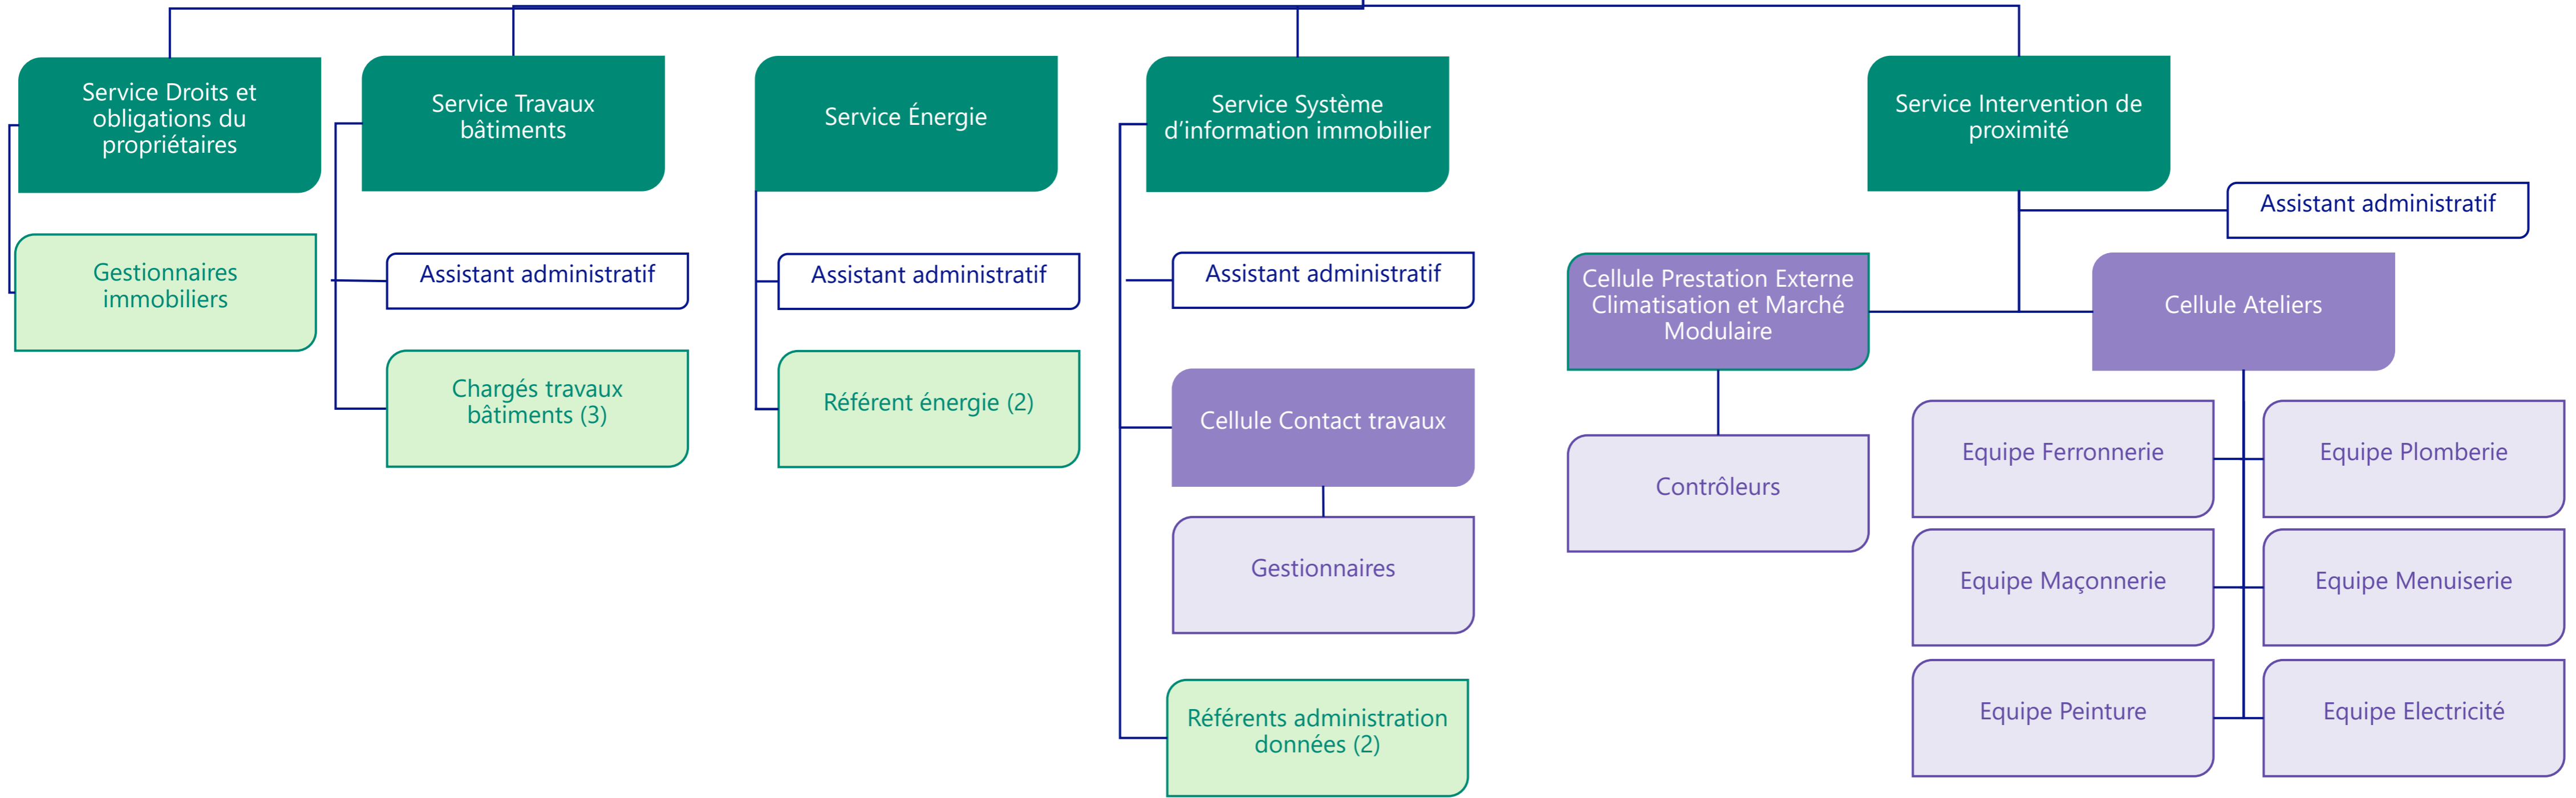 Service Droits et
obligations du
propriétaires
Service Travaux
bâtiments
Service Énergie
Service Système
d’information immobilier
Service Intervention de
proximité
Assistant administratif
Gestionnaires
immobiliers
Assistant administratif
Assistant administratif
Assistant administratif
Cellule Prestation Externe
Climatisation et Marché
Modulaire
Cellule Ateliers
Chargés travaux
bâtiments (3)
Référent énergie (2)
Cellule Contact travaux
Contrôleurs
Equipe Ferronnerie
Equipe Plomberie
Gestionnaires
Equipe Maçonnerie
Equipe Menuiserie
Référents administration
données (2)
Equipe Peinture
Equipe Electricité